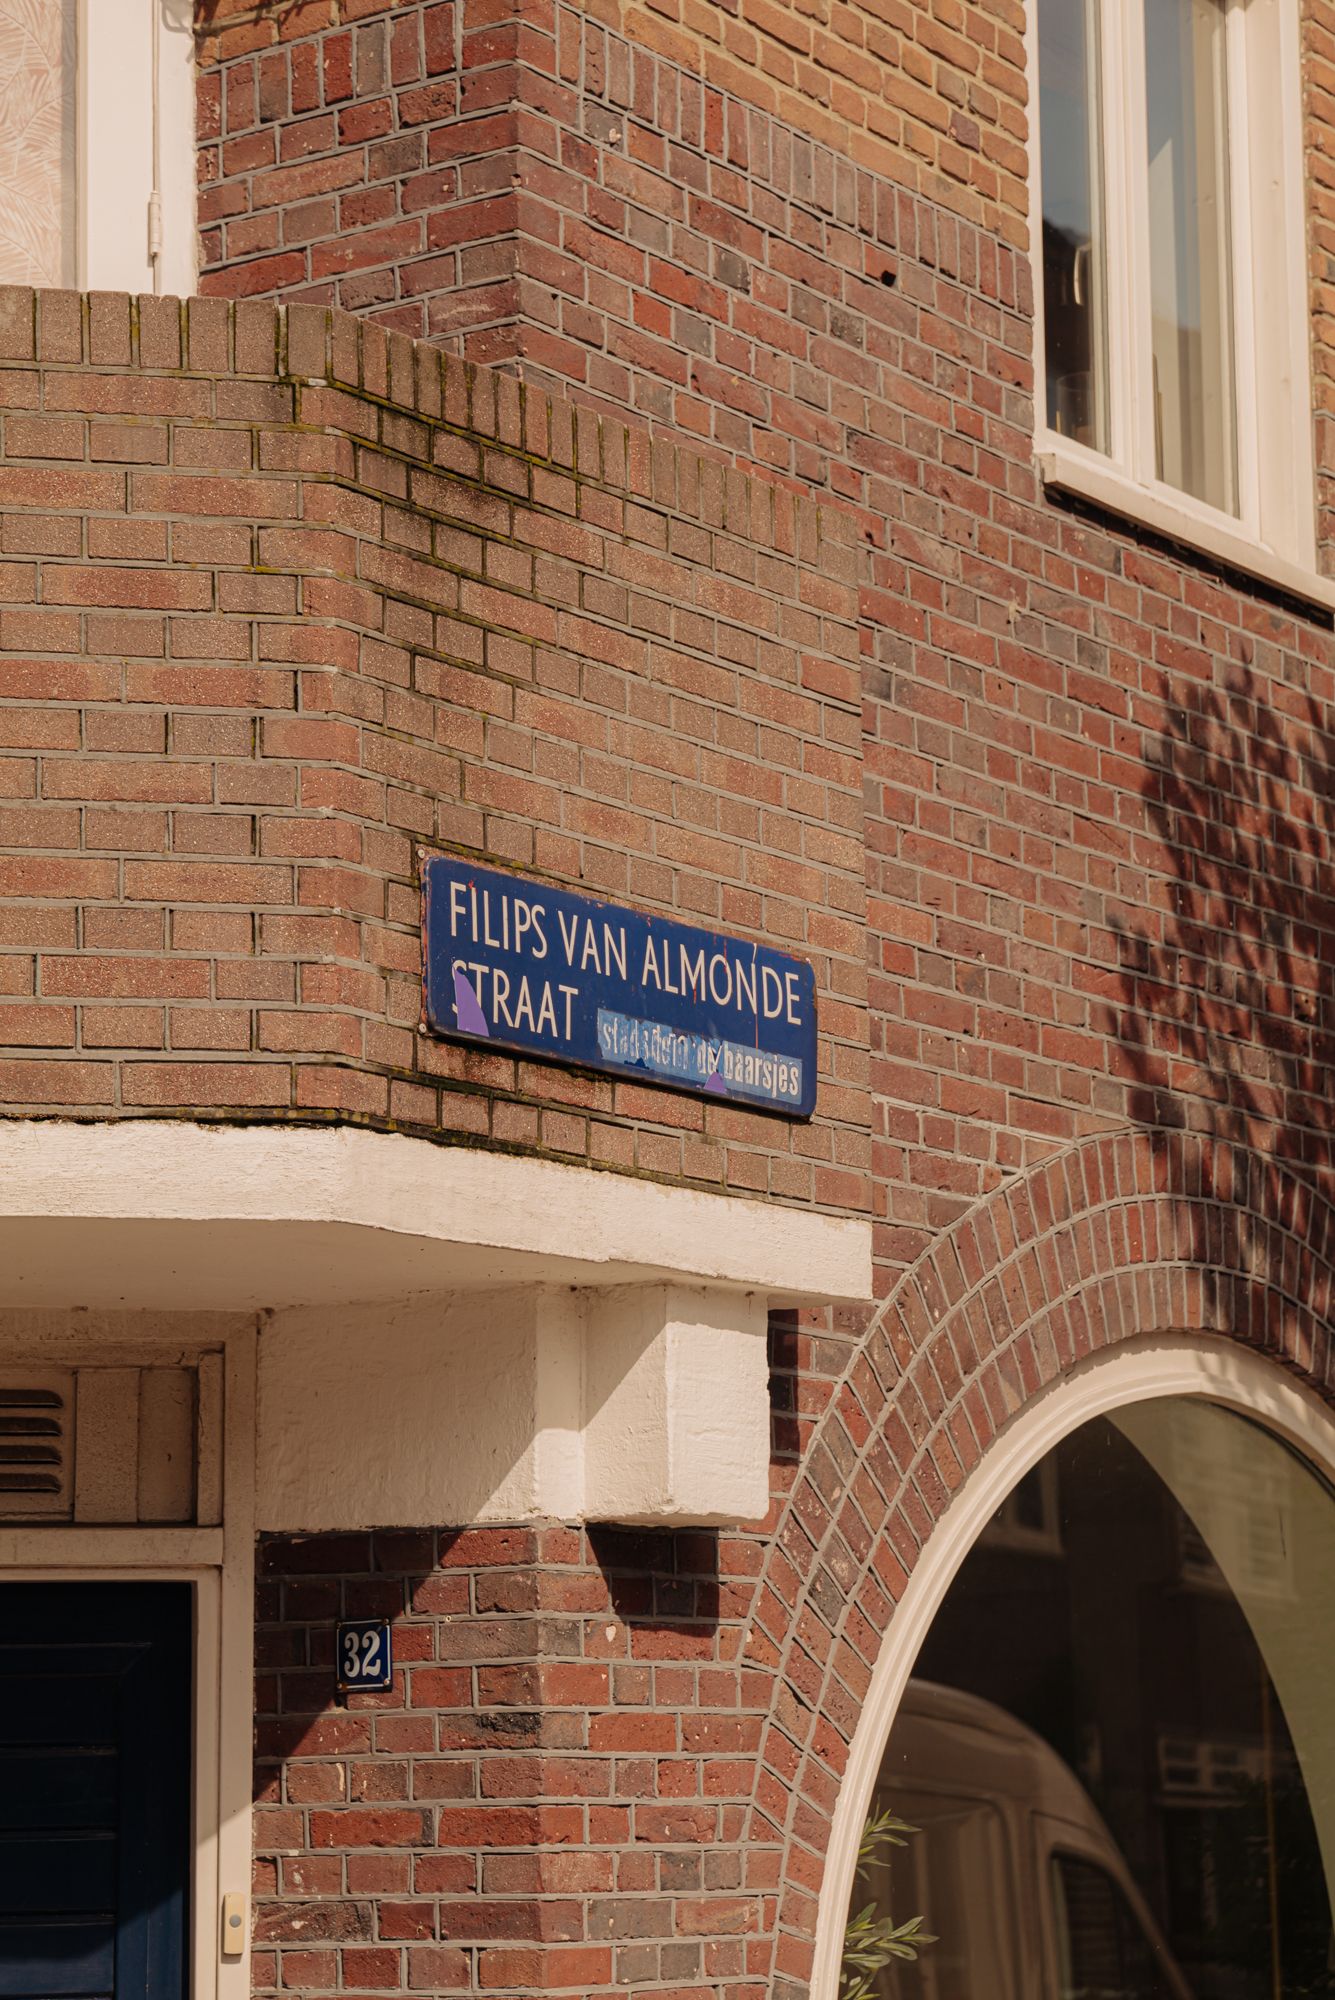 FILIPS VAN ALMONDE
STRAAT
stadsdeel de baarsjes
32